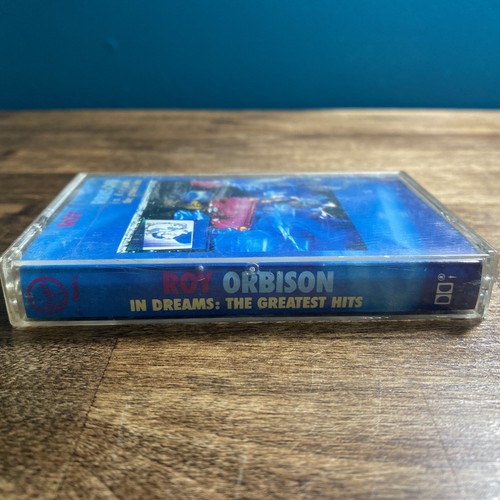 ROY ORBISON
IN DREAMS: THE GREATEST HITS